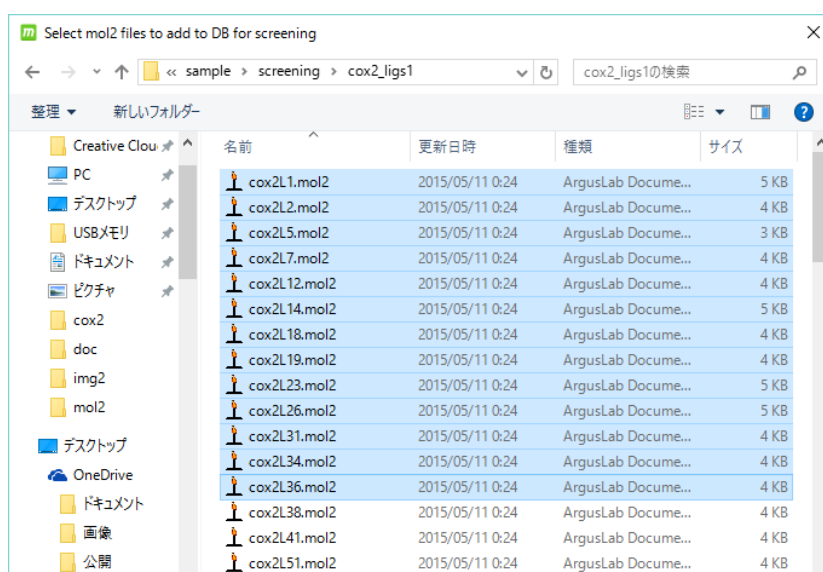 m Select mol2 files to add to DB for screening
« sample › screening › cox2_ligs1
cox2_ligs1の検索
整理 新しいフォルダー
?
名前 更新日時 種類 サイズ
Creative Clou
PC
デスクトップ
USBメモリ
ドキュメント
ピクチャ
cox2
doc
img2
mol2
デスクトップ
OneDrive
ドキュメント
画像
公開
cox2L1.mol2 2015/05/11 0:24 ArgusLab Docume... 5 KB
cox2L2.mol2 2015/05/11 0:24 ArgusLab Docume... 4 KB
cox2L5.mol2 2015/05/11 0:24 ArgusLab Docume... 3 KB
cox2L7.mol2 2015/05/11 0:24 ArgusLab Docume... 4 KB
cox2L12.mol2 2015/05/11 0:24 ArgusLab Docume... 4 KB
cox2L14.mol2 2015/05/11 0:24 ArgusLab Docume... 5 KB
cox2L18.mol2 2015/05/11 0:24 ArgusLab Docume... 4 KB
cox2L19.mol2 2015/05/11 0:24 ArgusLab Docume... 4 KB
cox2L23.mol2 2015/05/11 0:24 ArgusLab Docume... 5 KB
cox2L26.mol2 2015/05/11 0:24 ArgusLab Docume... 5 KB
cox2L31.mol2 2015/05/11 0:24 ArgusLab Docume... 4 KB
cox2L34.mol2 2015/05/11 0:24 ArgusLab Docume... 4 KB
cox2L36.mol2 2015/05/11 0:24 ArgusLab Docume... 4 KB
cox2L38.mol2 2015/05/11 0:24 ArgusLab Docume... 4 KB
cox2L41.mol2 2015/05/11 0:24 ArgusLab Docume... 4 KB
cox2L51.mol2 2015/05/11 0:24 ArgusLab Docume... 4 KB